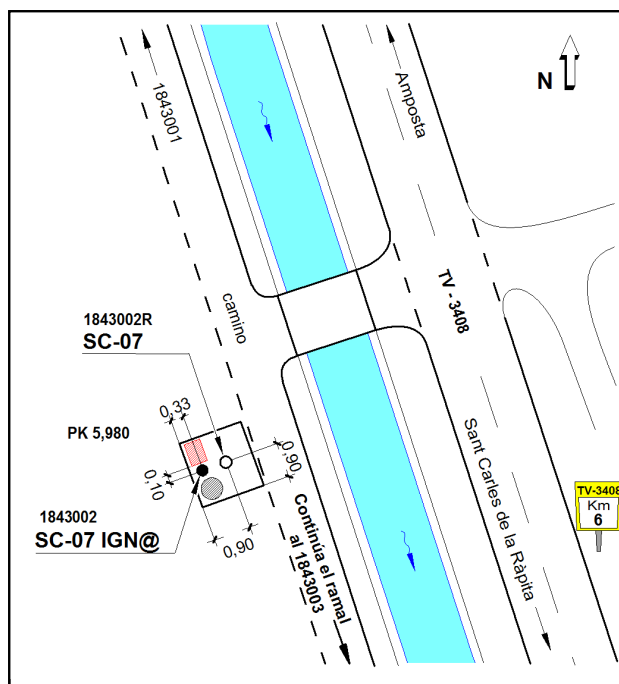 1843001
Amposta
N
TV - 3408
camino
1843002R
SC-07
0,33
PK 5,980
0,90
0,10
1843002
SC-07 IGN@
0,90
Continúa el ramal
al 1843003
Sant Carles de la Ràpita
TV-3408
Km
6